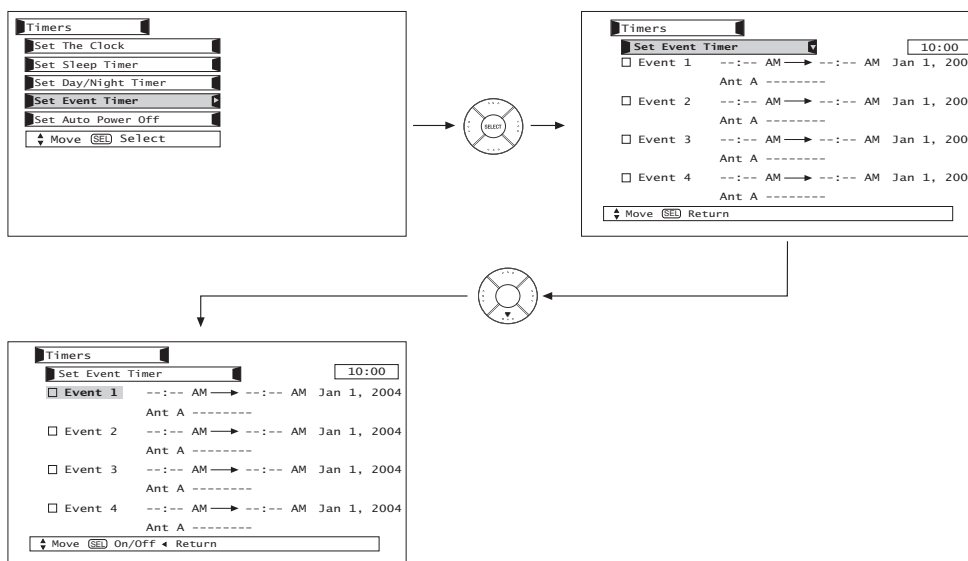 Timers
Set The Clock
Set Sleep Timer
Set Day/Night Timer
Set Event Timer
Set Auto Power Off
Move SEL Select
SELECT
Timers
Set Event Timer 10:00
Event 1 --:-- AM → --:-- AM Jan 1, 200
Ant A --------
Event 2 --:-- AM → --:-- AM Jan 1, 200
Ant A --------
Event 3 --:-- AM → --:-- AM Jan 1, 200
Ant A --------
Event 4 --:-- AM → --:-- AM Jan 1, 200
Ant A --------
Move SEL Return
Timers
Set Event Timer 10:00
Event 1 --:-- AM → --:-- AM Jan 1, 2004
Ant A --------
Event 2 --:-- AM → --:-- AM Jan 1, 2004
Ant A --------
Event 3 --:-- AM → --:-- AM Jan 1, 2004
Ant A --------
Event 4 --:-- AM → --:-- AM Jan 1, 2004
Ant A --------
Move SEL On/Off ◂ Return